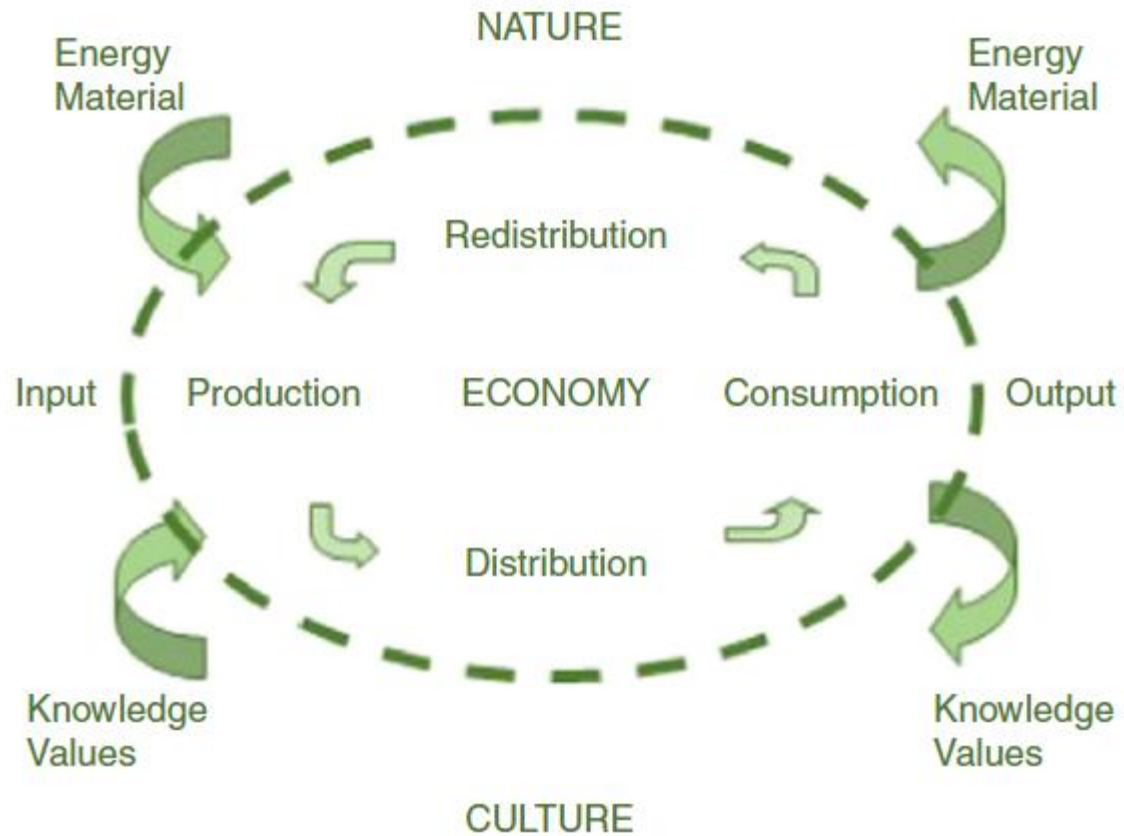 NATURE
Energy
Material
Energy
Material
Redistribution
Input
Production
ECONOMY
Consumption
Output
Distribution
Knowledge
Values
Knowledge
Values
CULTURE